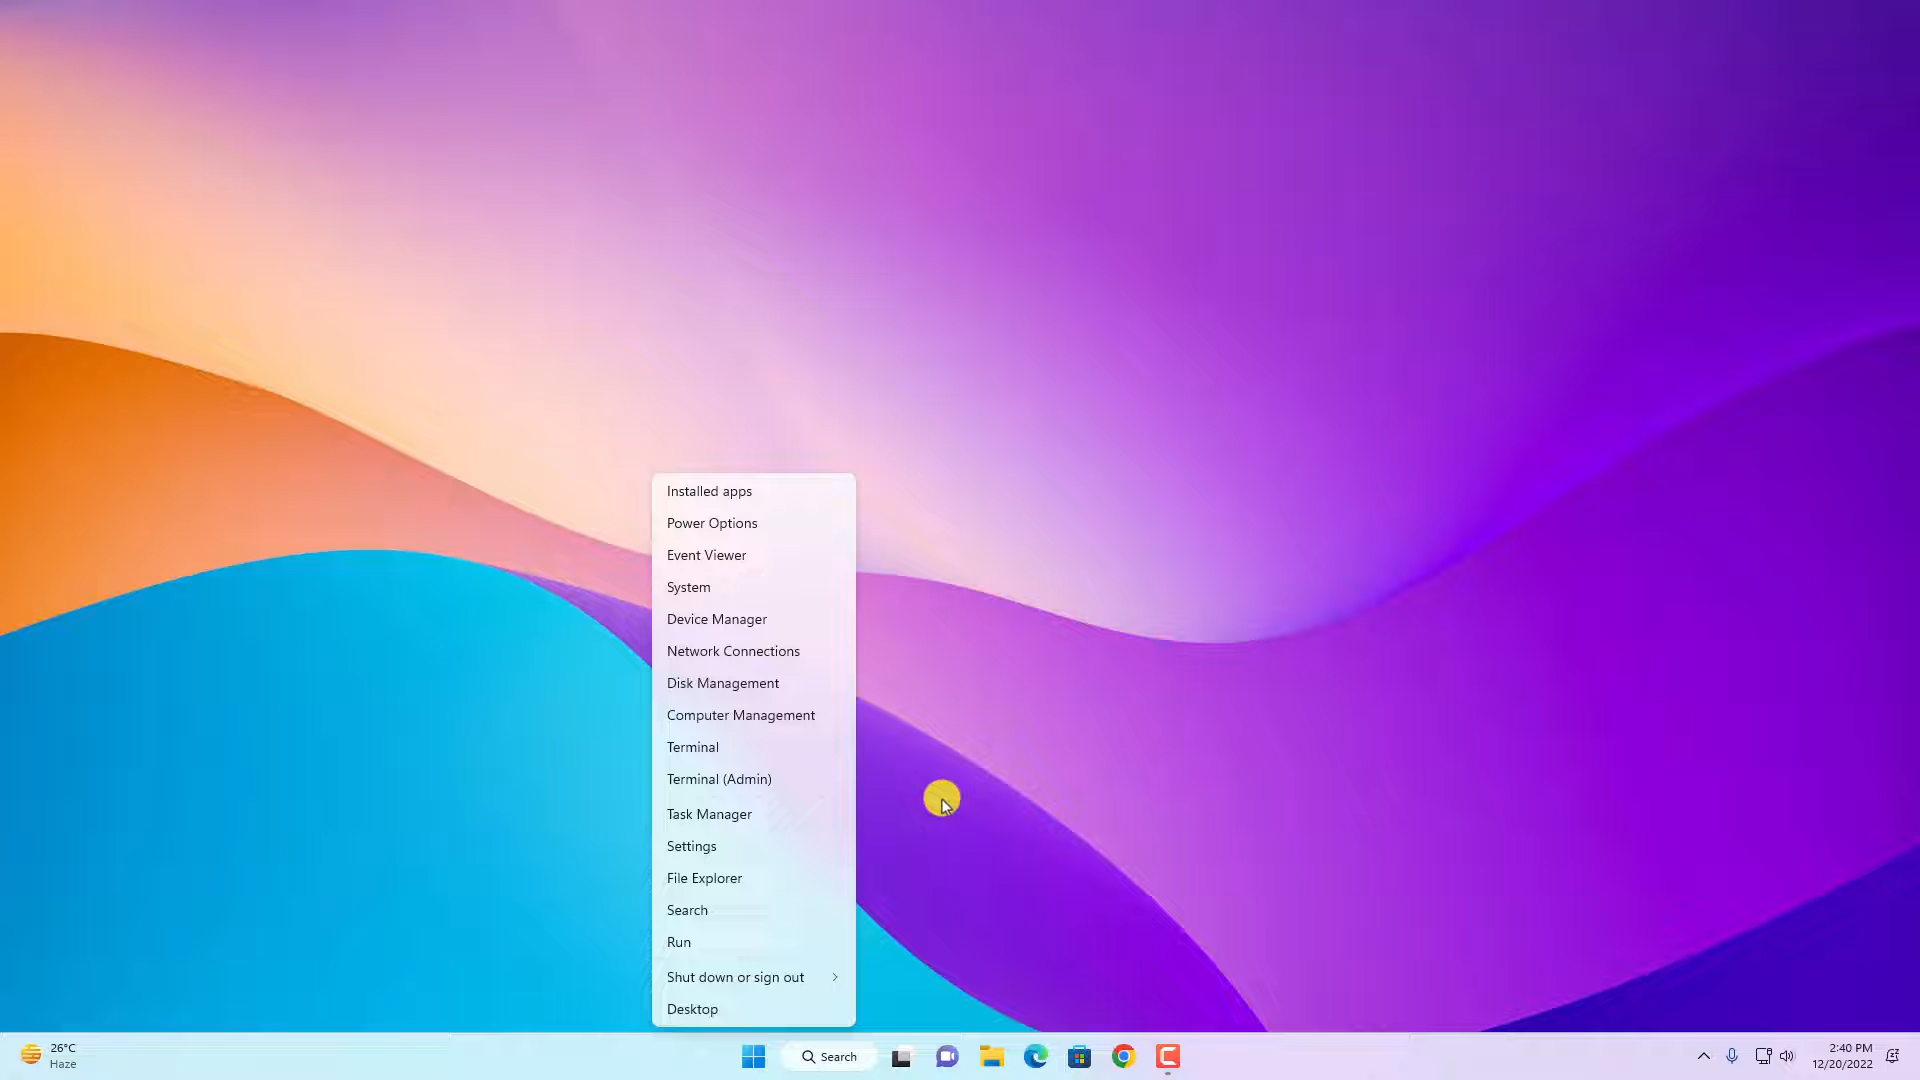 Installed apps
Power Options
Event Viewer
System
Device Manager
Network Connections
Disk Management
Computer Management
Terminal
Terminal (Admin)
Task Manager
Settings
File Explorer
Search
Run
Shut down or sign out
Desktop
26°C
Haze
Search
2:40 PM
12/20/2022